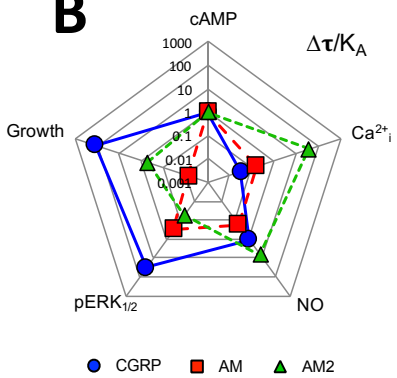 B
cAMP
Δτ/K_A
1000
100
10
1
0.1
0.01
0.001
Growth
Ca²⁺ᵢ
pERK₁/₂
NO
CGRP AM AM2